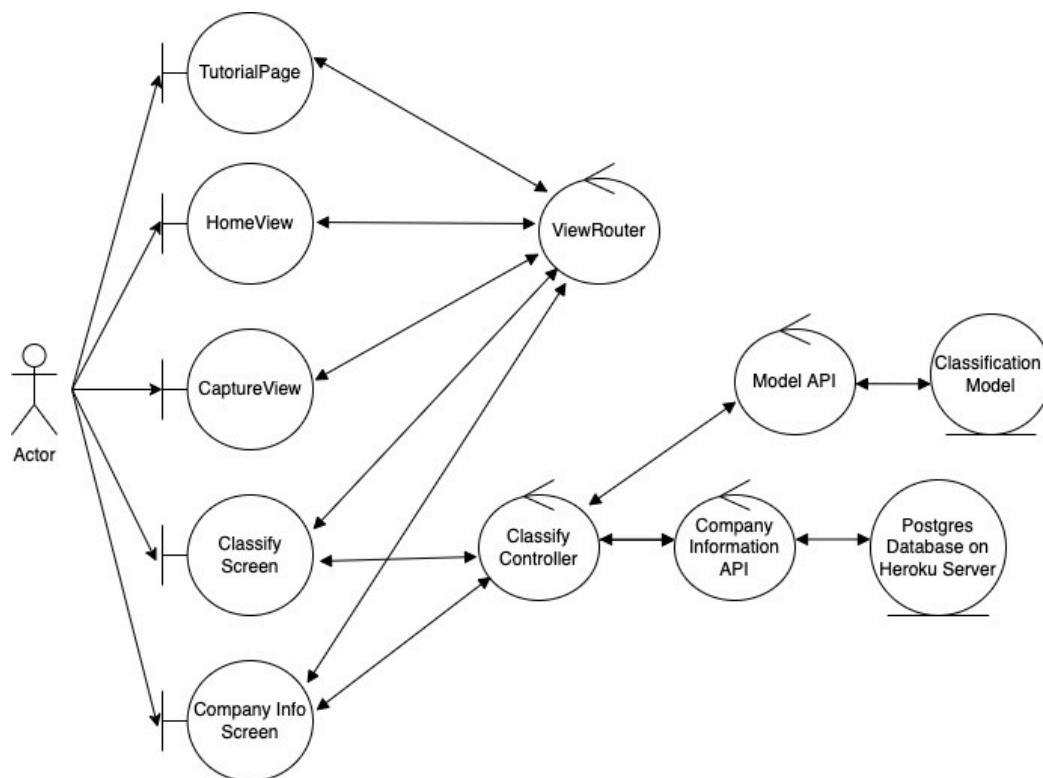 TutorialPage
HomeView
ViewRouter
CaptureView
Actor
Model API
Classification
Model
Classify
Screen
Classify
Controller
Company
Information
API
Postgres
Database on
Heroku Server
Company Info
Screen